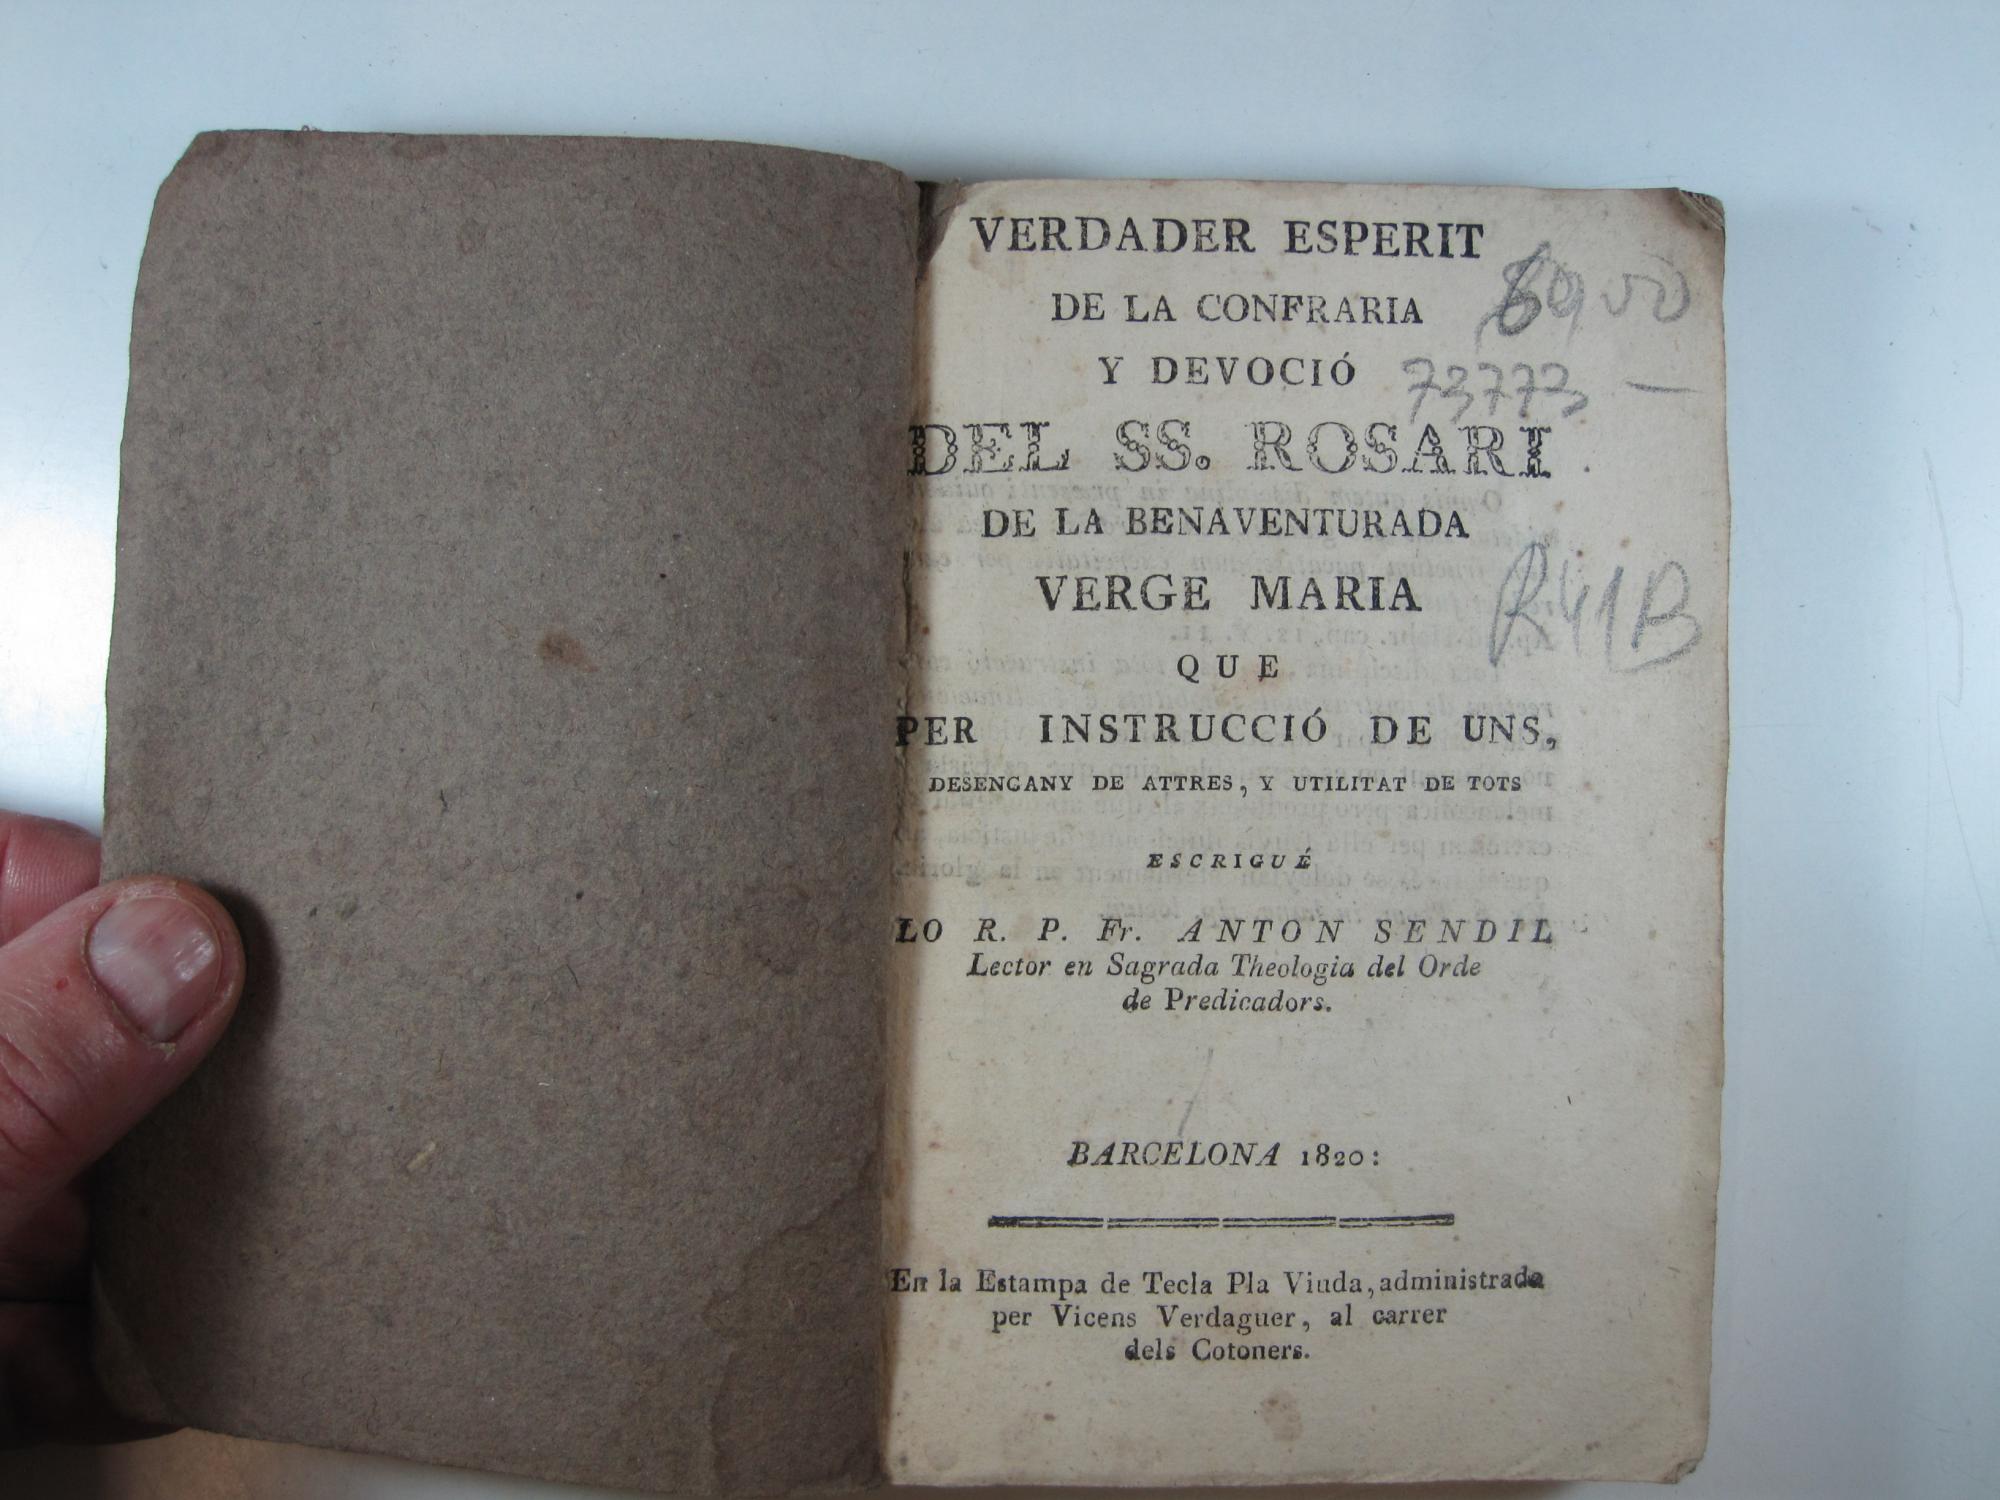 VERDADER ESPERIT
DE LA CONFRARIA
Y DEVOCIÓ
73773 —
DEL SS. ROSARI
DE LA BENAVENTURADA
VERGE MARIA
R41B
QUE
PER INSTRUCCIÓ DE UNS,
DESENGANY DE ATTRES, Y UTILITAT DE TOTS
ESCRIGUÉ
LO R. P. Fr. ANTON SENDIL
Lector en Sagrada Theologia del Orde
de Predicadors.
BARCELONA 1820:
En la Estampa de Tecla Pla Viuda, administrada
per Vicens Verdaguer, al carrer
dels Cotoners.